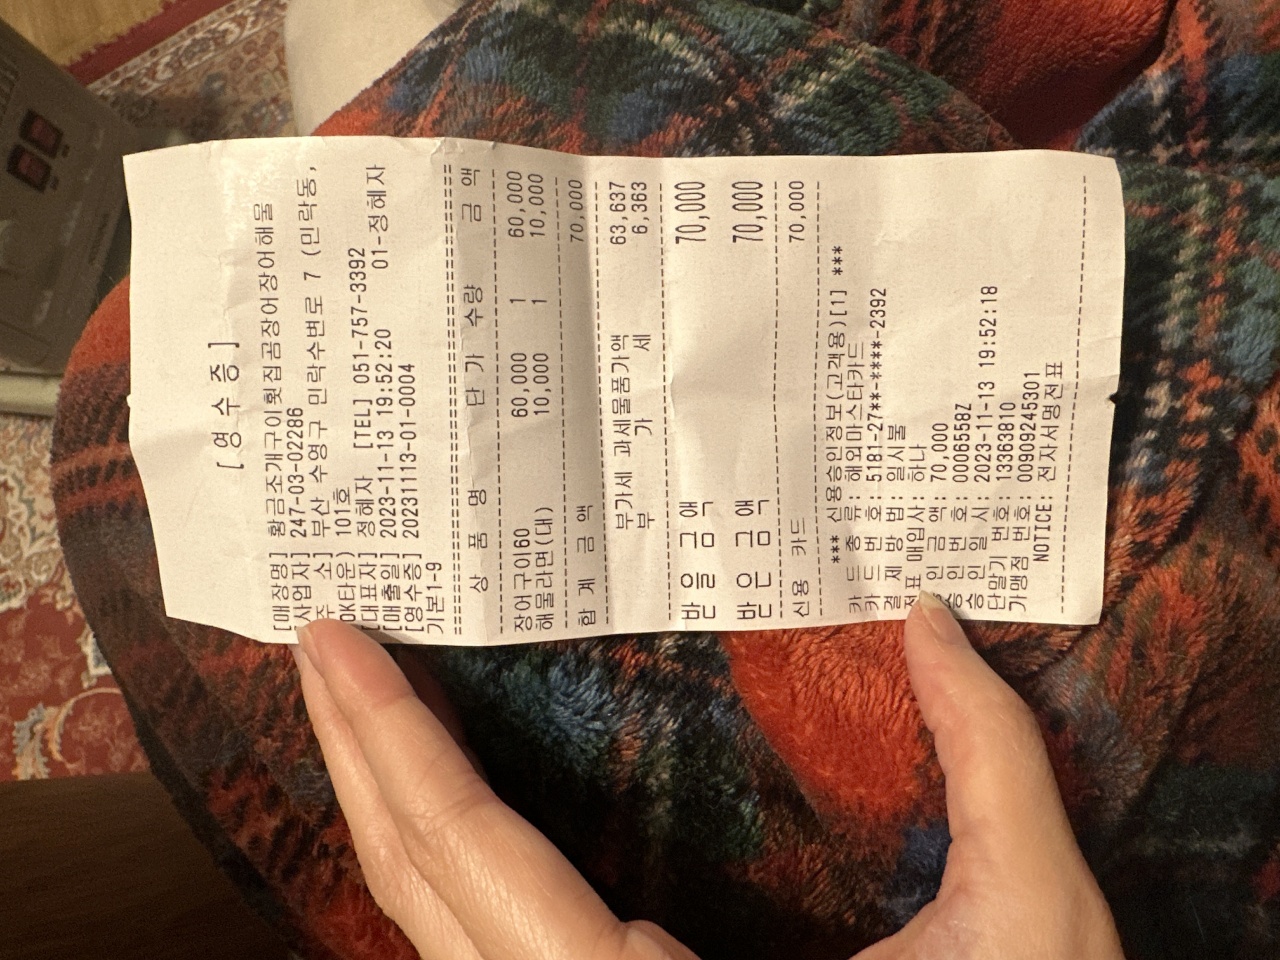 [영 수 증]
[매장명] 황금조개구이횟집곰장어장어해물
[사업자] 247-03-02286
주 소] 부산 수영구 민락수변로 7 (민락동,
OK타운) 101호
[대표자] 정혜자 [TEL] 051-757-3392
[매출일] 2023-11-13 19:52:20 01-정혜자
[영수증] 20231113-01-0004
기본1-9
상 품 명 단 가 수량 금 액
장어구이60 60,000 1 60,000
해물라면(대) 10,000 1 10,000
합 계 금 액 70,000
부가세 과세물품가액 63,637
부 가 세 6,363
받을금액 70,000
받은금액 70,000
신용 카드 70,000
*** 신용승인정보(고객용)[1] ***
카 드 종 류: 해외마스타카드
카 드 번 호: 5181-27**-****-2392
결 제 방 법: 일시불
전표 매입사: 하나
승 인 금 액: 70,000
승 인 번 호: 0006558Z
승 인 일 시: 2023-11-13 19:52:18
단말기 번호: 13363810
가맹점 번호: 00909245301
NOTICE: 전자서명전표